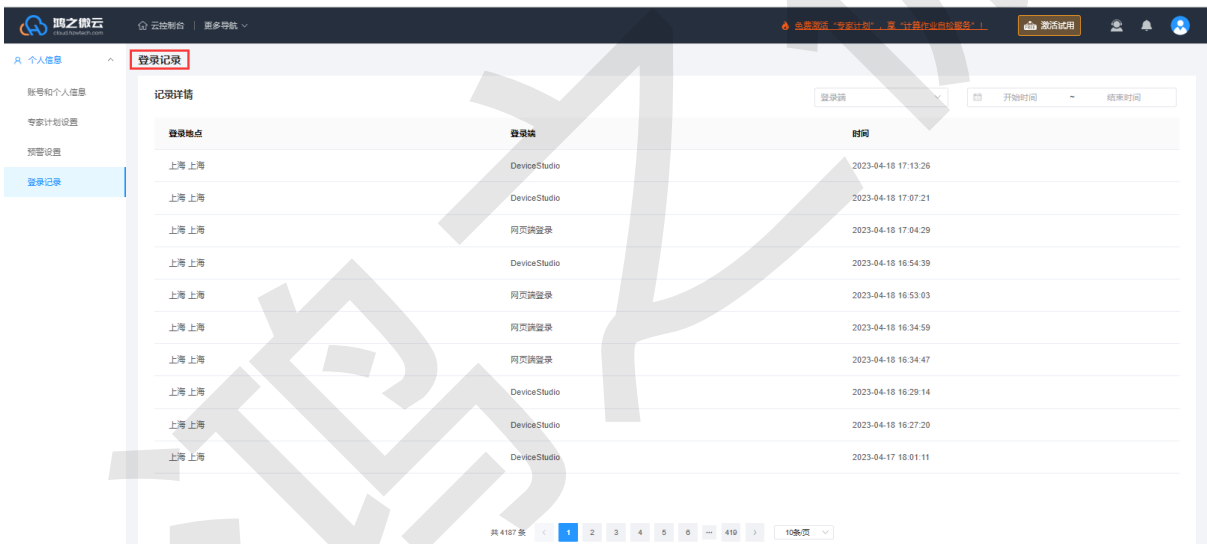 鸿之微云
cloud.hzwtech.com
云控制台 | 更多导航
免费激活“专家计划”，享“计算作业自检服务”！
激活试用
个人信息
账号和个人信息
专家计划设置
预警设置
登录记录
登录记录
记录详情
登录端
开始时间 ~ 结束时间
登录地点 登录端 时间
上海 上海 DeviceStudio 2023-04-18 17:13:26
上海 上海 DeviceStudio 2023-04-18 17:07:21
上海 上海 网页端登录 2023-04-18 17:04:29
上海 上海 DeviceStudio 2023-04-18 16:54:39
上海 上海 网页端登录 2023-04-18 16:53:03
上海 上海 网页端登录 2023-04-18 16:34:59
上海 上海 网页端登录 2023-04-18 16:34:47
上海 上海 DeviceStudio 2023-04-18 16:29:14
上海 上海 DeviceStudio 2023-04-18 16:27:20
上海 上海 DeviceStudio 2023-04-17 18:01:11
共 4187 条 < 1 2 3 4 5 6 ··· 419 > 10条/页
鸿之